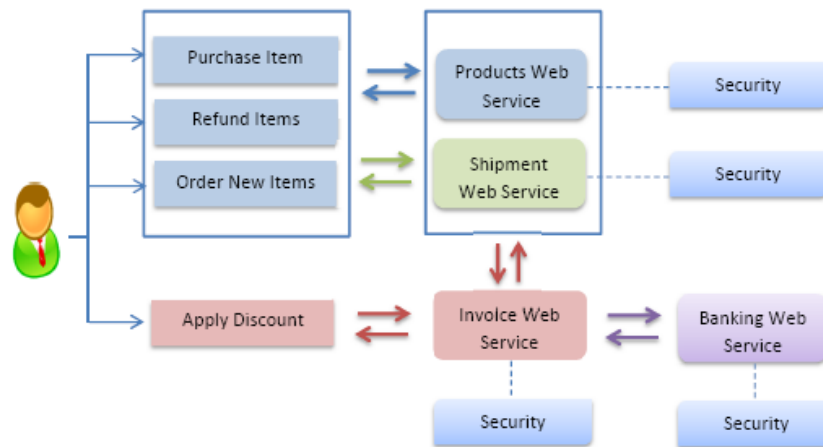 Purchase Item
Refund Items
Order New Items
Products Web
Service
Security
Shipment
Web Service
Security
Apply Discount
Invoice Web
Service
Banking Web
Service
Security
Security